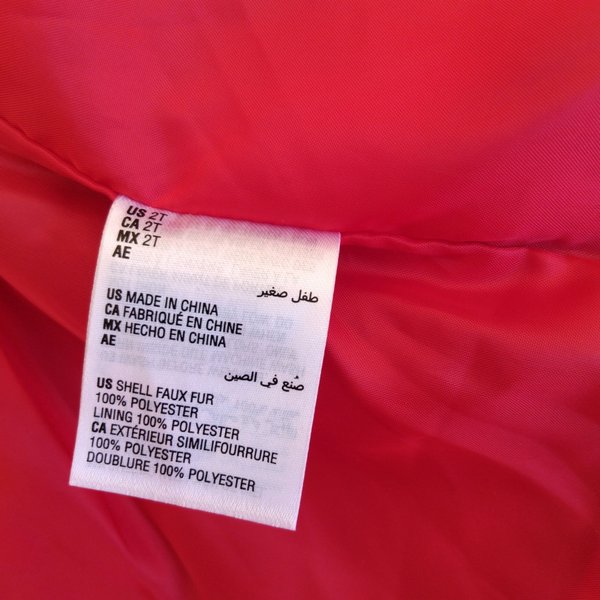 US 2T
CA 2T
MX 2T
AE
طفل صغير
US MADE IN CHINA
CA FABRIQUÉ EN CHINE
MX HECHO EN CHINA
AE
صُنع في الصين
US SHELL FAUX FUR
100% POLYESTER
LINING 100% POLYESTER
CA EXTÉRIEUR SIMILIFOURRURE
100% POLYESTER
DOUBLURE 100% POLYESTER